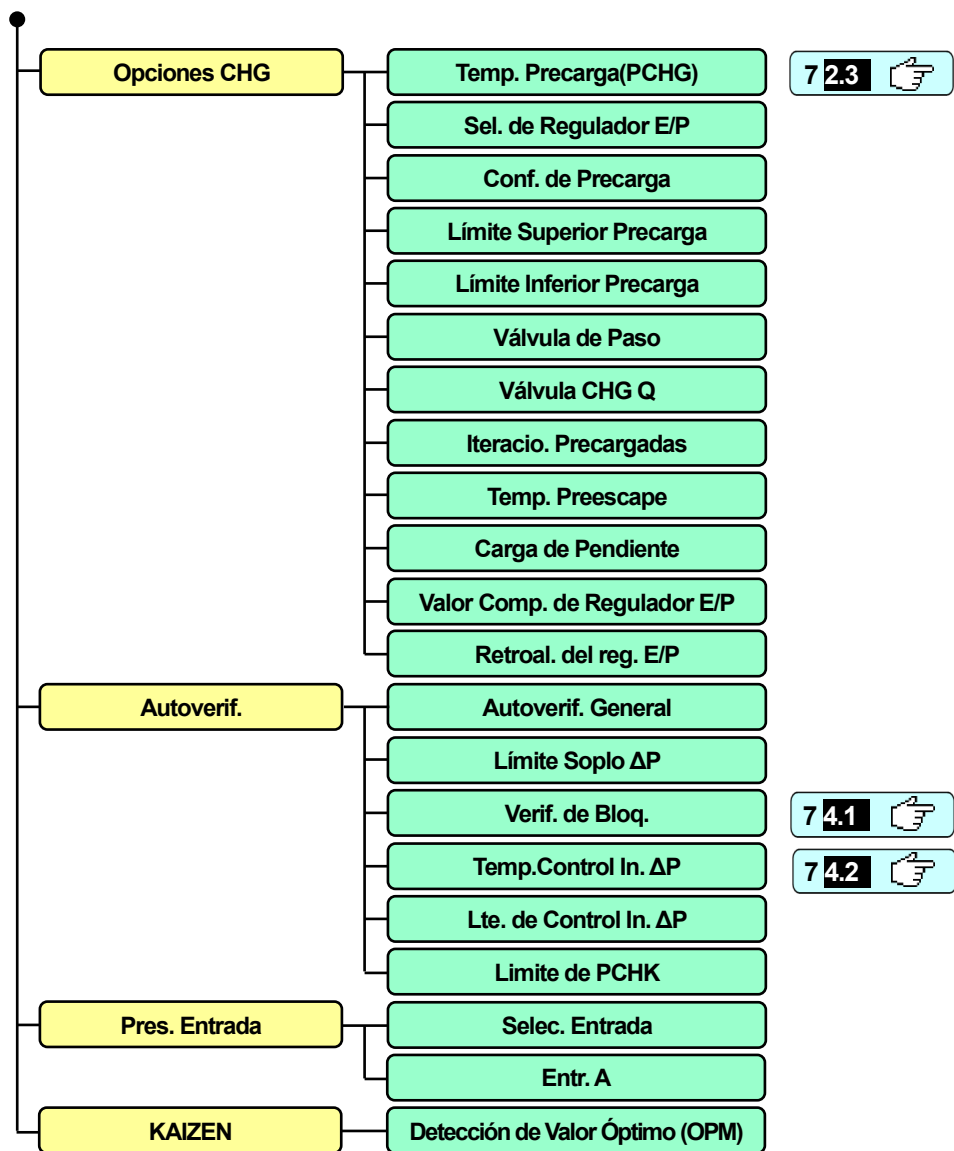 Opciones CHG
Temp. Precarga(PCHG)
7 2.3
Sel. de Regulador E/P
Conf. de Precarga
Límite Superior Precarga
Límite Inferior Precarga
Válvula de Paso
Válvula CHG Q
Iteracio. Precargadas
Temp. Preescape
Carga de Pendiente
Valor Comp. de Regulador E/P
Retroal. del reg. E/P
Autoverif.
Autoverif. General
Límite Soplo ΔP
Verif. de Bloq.
7 4.1
Temp.Control In. ΔP
7 4.2
Lte. de Control In. ΔP
Limite de PCHK
Pres. Entrada
Selec. Entrada
Entr. A
KAIZEN
Detección de Valor Óptimo (OPM)